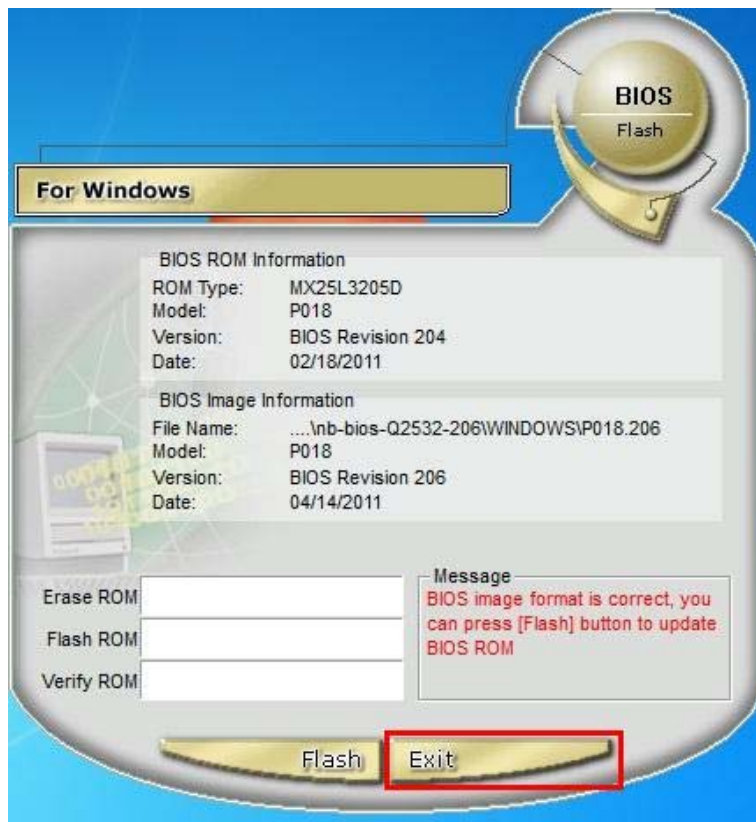 BIOS
Flash
For Windows
BIOS ROM Information
ROM Type: MX25L3205D
Model: P018
Version: BIOS Revision 204
Date: 02/18/2011
BIOS Image Information
File Name: ....\nb-bios-Q2532-206\WINDOWS\P018.206
Model: P018
Version: BIOS Revision 206
Date: 04/14/2011
Erase ROM
Flash ROM
Verify ROM
Message
BIOS image format is correct, you
can press [Flash] button to update
BIOS ROM
Flash Exit